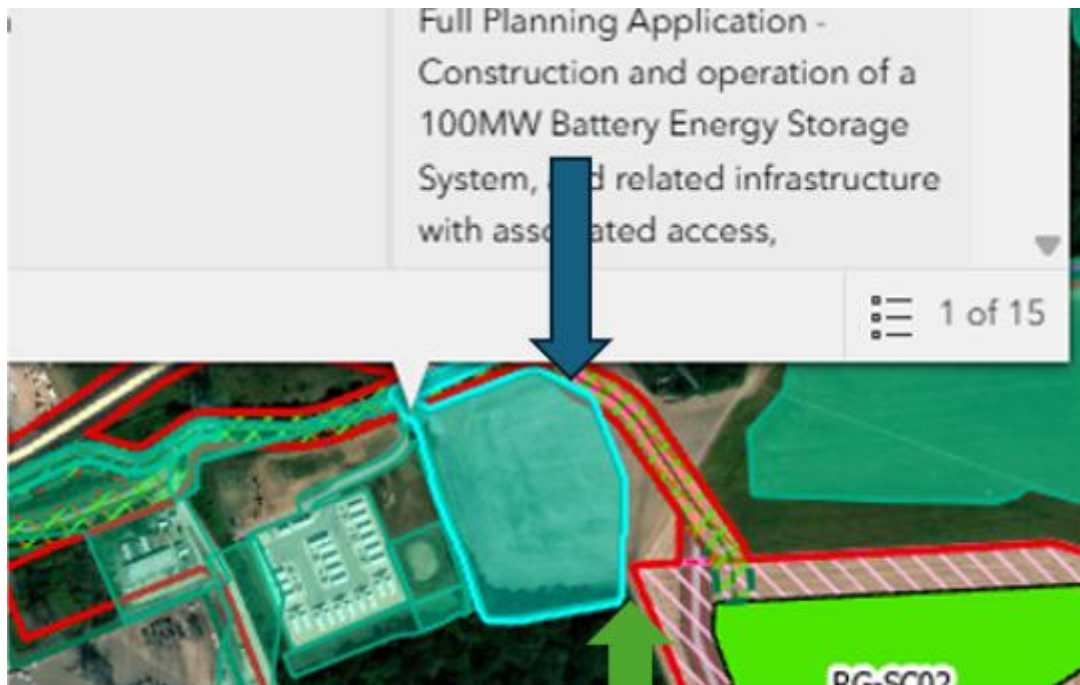 Full Planning Application -
Construction and operation of a
100MW Battery Energy Storage
System, related infrastructure
with access,
1 of 15